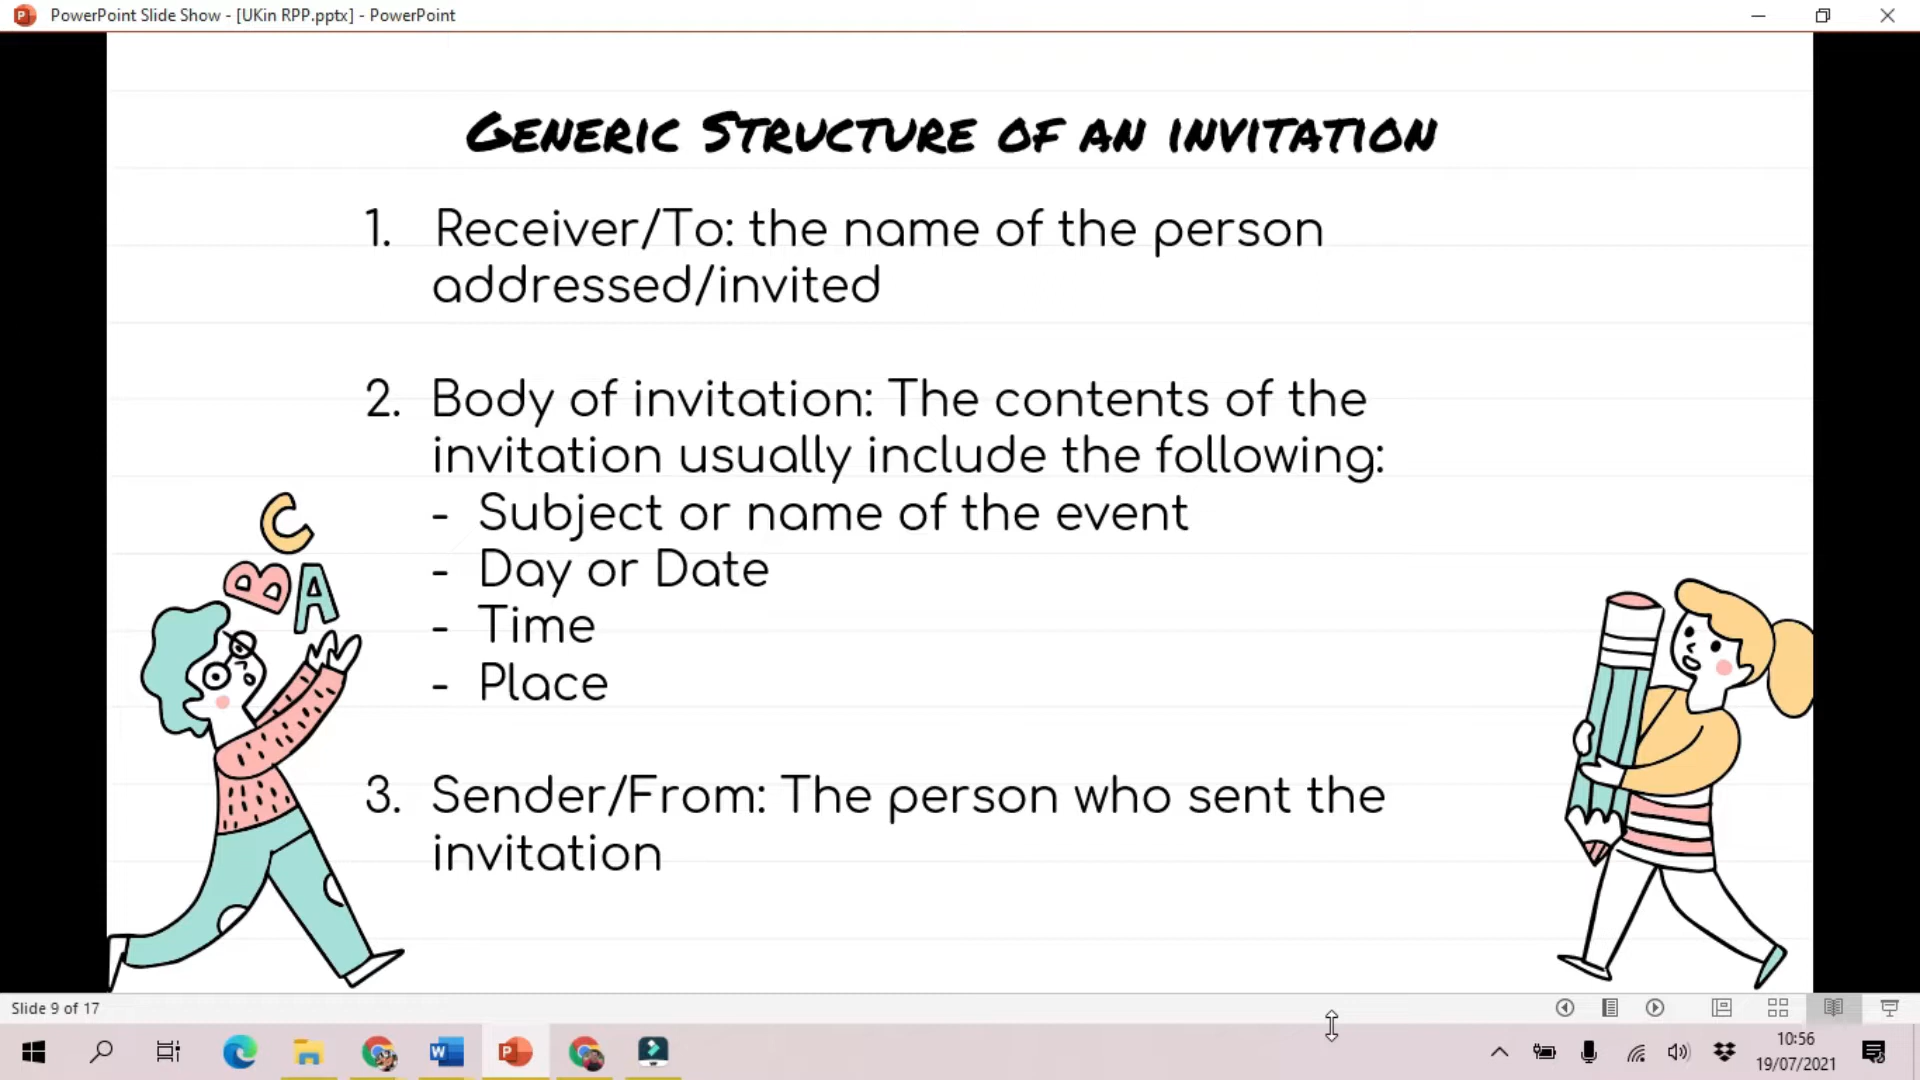 PowerPoint Slide Show - [UKin RPP.pptx] - PowerPoint
GENERIC STRUCTURE OF AN INVITATION
1. Receiver/To: the name of the person
addressed/invited
2. Body of invitation: The contents of the
invitation usually include the following:
- Subject or name of the event
- Day or Date
- Time
- Place
3. Sender/From: The person who sent the
invitation
C
B A
Slide 9 of 17
10:56
19/07/2021